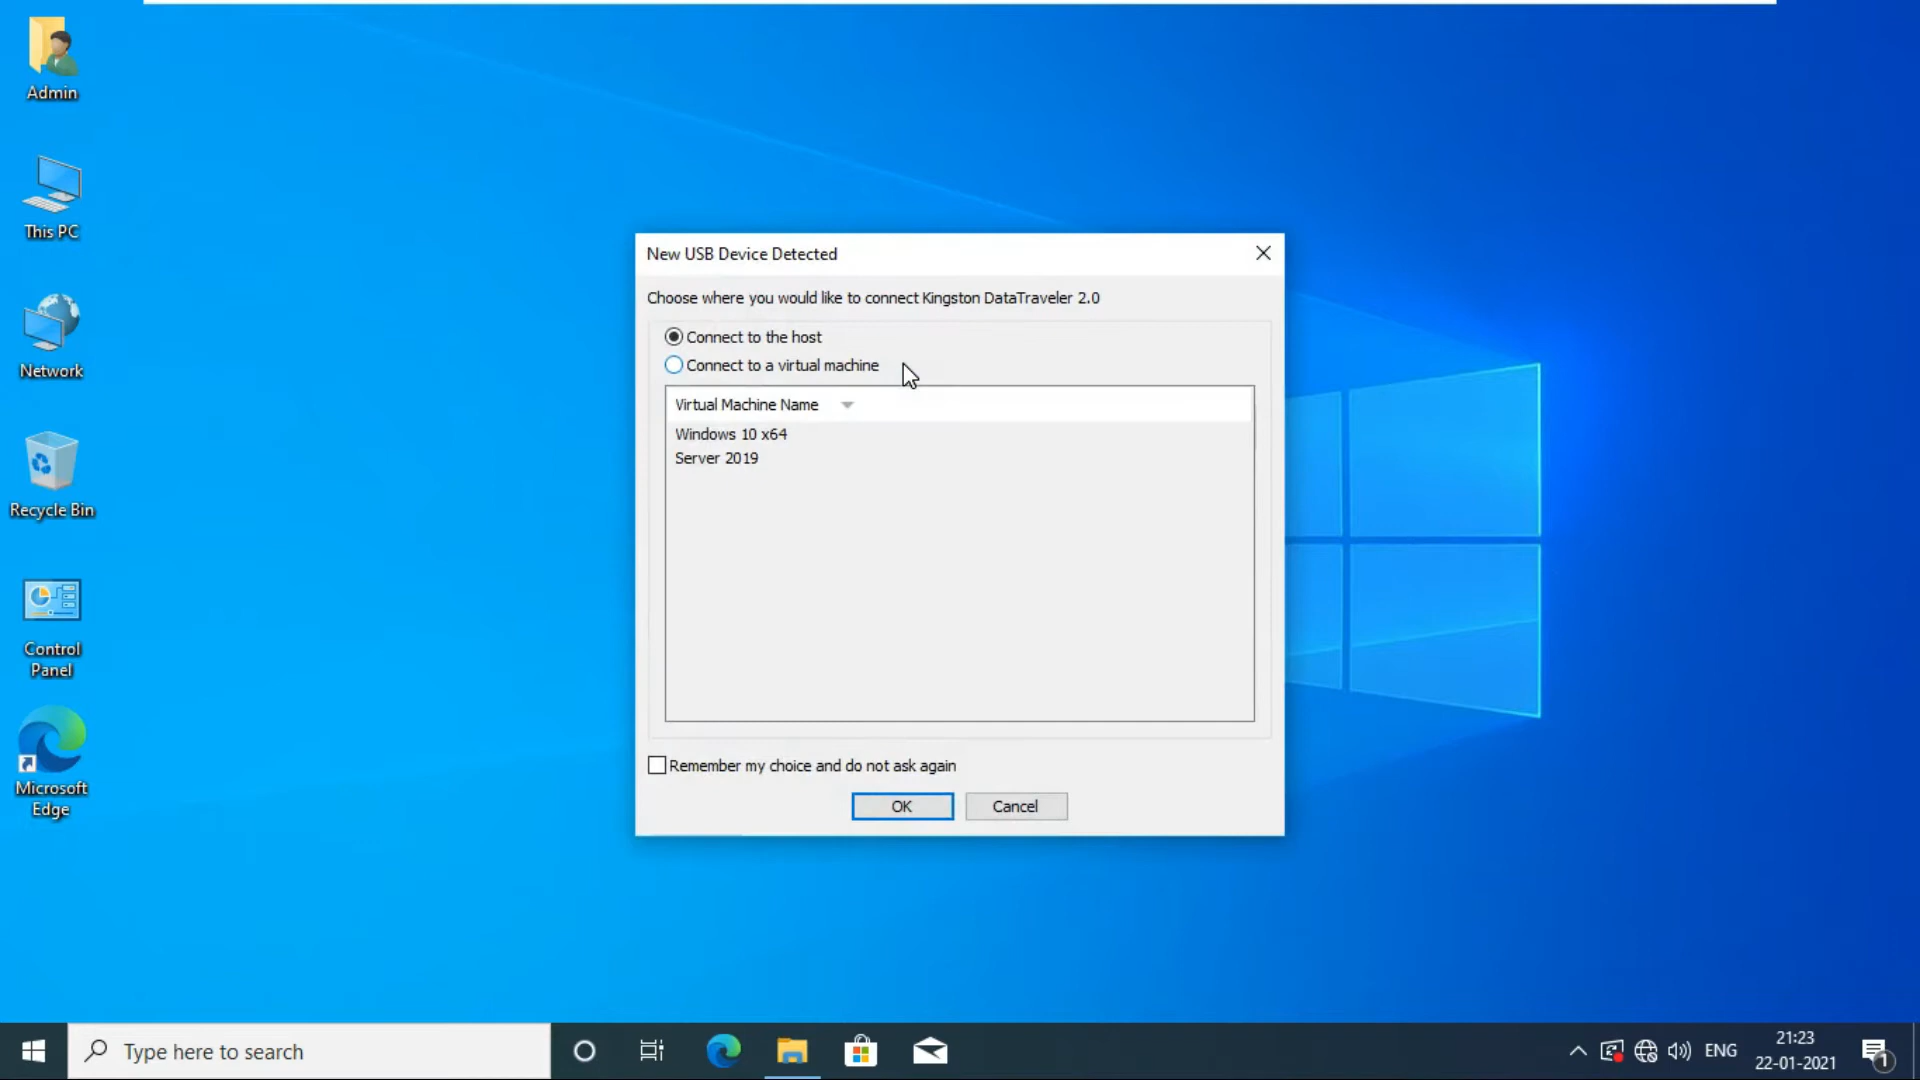 Admin
This PC
Network
Recycle Bin
Control
Panel
Microsoft
Edge
New USB Device Detected
Choose where you would like to connect Kingston DataTraveler 2.0
Connect to the host
Connect to a virtual machine
Virtual Machine Name
Windows 10 x64
Server 2019
Remember my choice and do not ask again
OK
Cancel
Type here to search
ENG
21:23
22-01-2021
1